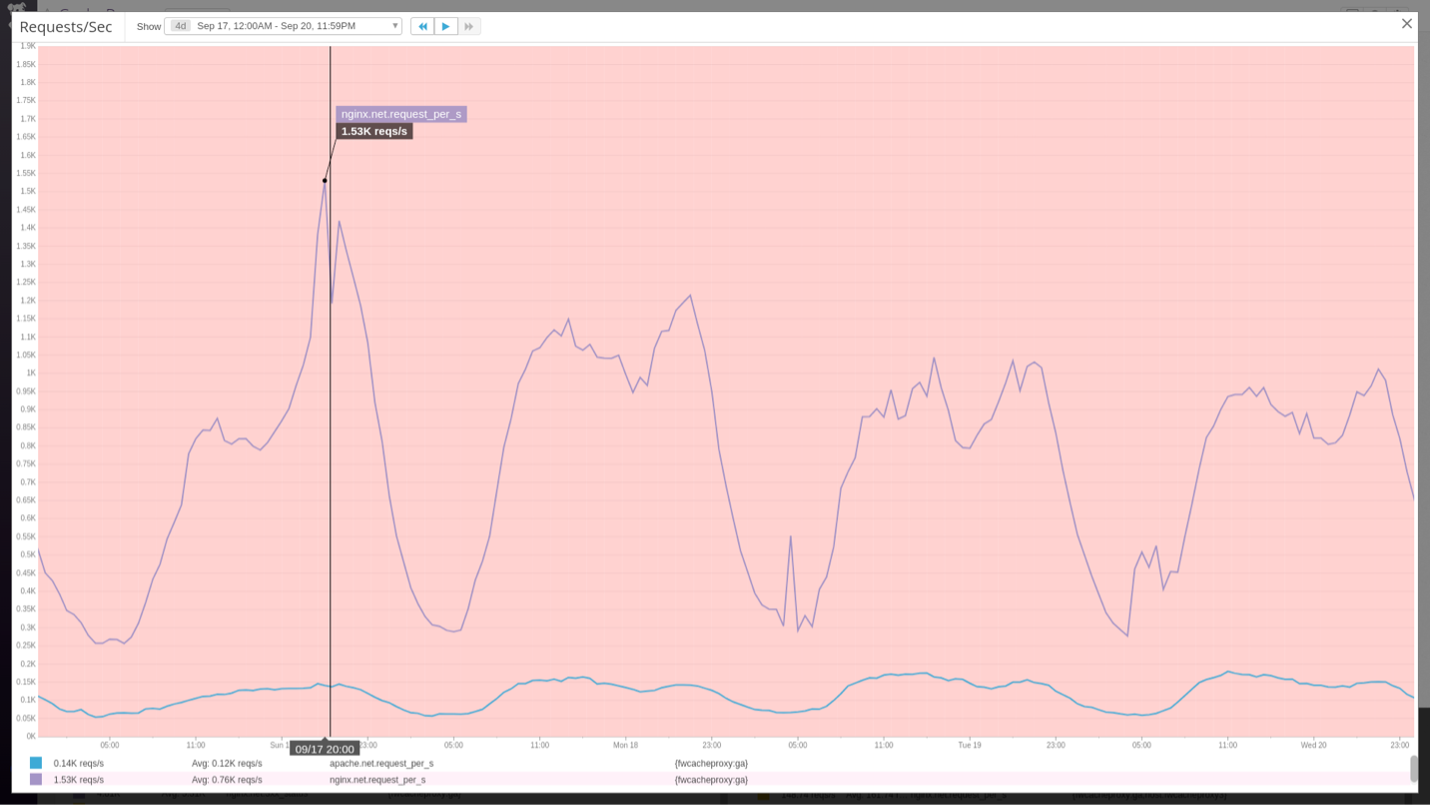 Requests/Sec
Show 4d Sep 17, 12:00AM - Sep 20, 11:59PM
1.9K
1.85K
1.8K
1.75K
1.7K
1.65K
1.6K
1.55K
1.5K
1.45K
1.4K
1.35K
1.3K
1.25K
1.2K
1.15K
1.1K
1.05K
1K
0.95K
0.9K
0.85K
0.8K
0.75K
0.7K
0.65K
0.6K
0.55K
0.5K
0.45K
0.4K
0.35K
0.3K
0.25K
0.2K
0.15K
0.1K
0.05K
0K
nginx.net.request_per_s
1.53K reqs/s
05:00 11:00 Sun 23:00 05:00 11:00 Mon 18 23:00 05:00 11:00 Tue 19 23:00 05:00 11:00 Wed 20 23:00
09/17 20:00
0.14K reqs/s Avg: 0.12K reqs/s apache.net.request_per_s {fwcacheproxy:ga}
1.53K reqs/s Avg: 0.76K reqs/s nginx.net.request_per_s {fwcacheproxy:ga}